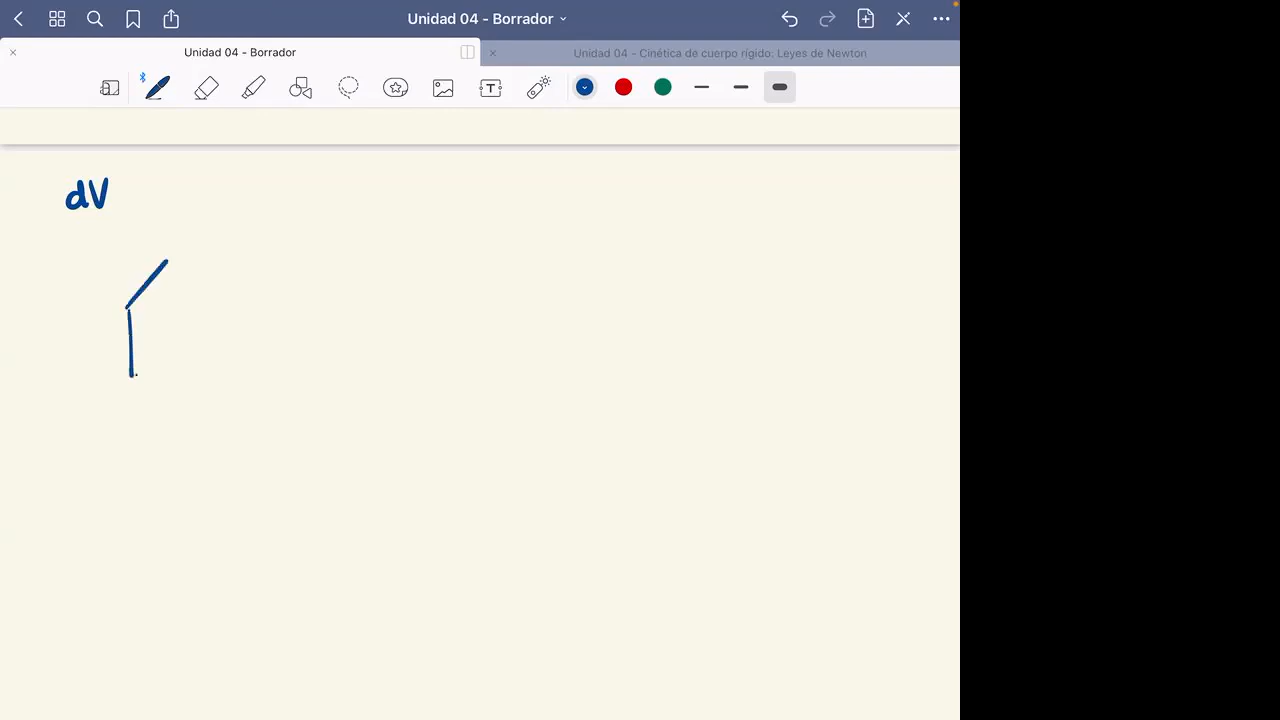 Unidad 04 - Borrador
Unidad 04 - Borrador
Unidad 04 - Cinética de cuerpo rígido: Leyes de Newton
a
T
dV